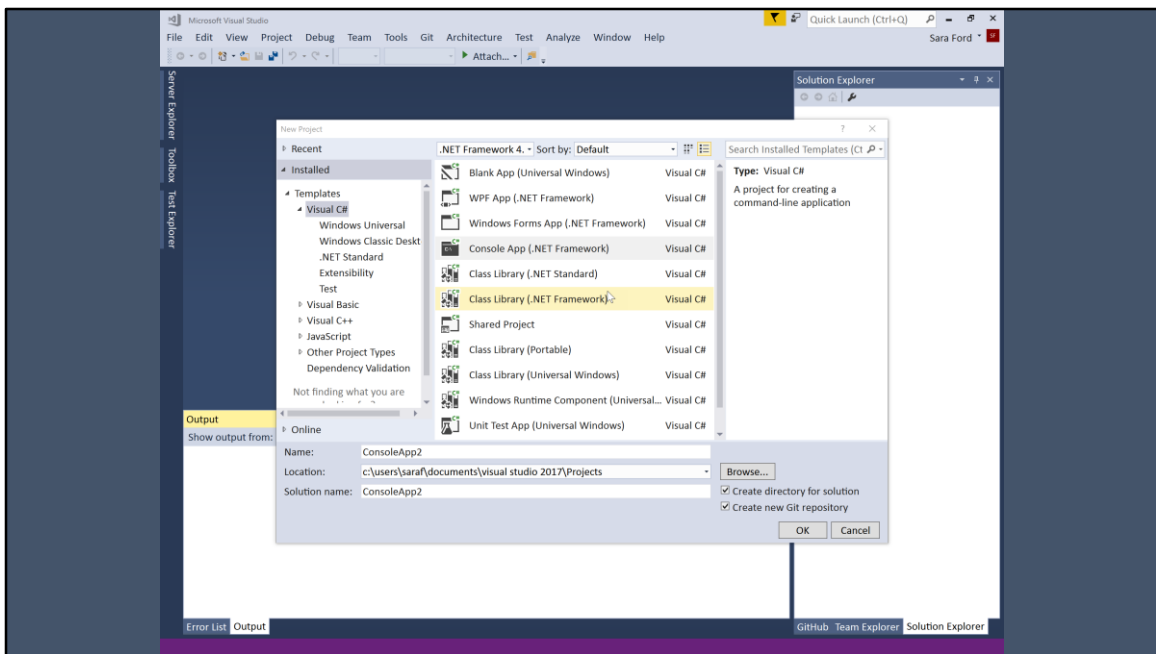 Microsoft Visual Studio
Quick Launch (Ctrl+Q)
File Edit View Project Debug Team Tools Git Architecture Test Analyze Window Help
Sara Ford SF
Attach...
Server Explorer
Toolbox
Test Explorer
Solution Explorer
New Project
Recent
.NET Framework 4. Sort by: Default
Search Installed Templates (Ct
Installed
Templates
Visual C#
Windows Universal
Windows Classic Deskt
.NET Standard
Extensibility
Test
Visual Basic
Visual C++
JavaScript
Other Project Types
Dependency Validation
Not finding what you are
Online
Blank App (Universal Windows) Visual C#
WPF App (.NET Framework) Visual C#
Windows Forms App (.NET Framework) Visual C#
Console App (.NET Framework) Visual C#
Class Library (.NET Standard) Visual C#
Class Library (.NET Framework) Visual C#
Shared Project Visual C#
Class Library (Portable) Visual C#
Class Library (Universal Windows) Visual C#
Windows Runtime Component (Universal... Visual C#
Unit Test App (Universal Windows) Visual C#
Type: Visual C#
A project for creating a
command-line application
Name: ConsoleApp2
Location: c:\users\saraf\documents\visual studio 2017\Projects
Browse...
Solution name: ConsoleApp2
Create directory for solution
Create new Git repository
OK Cancel
Output
Show output from:
Error List Output
GitHub Team Explorer Solution Explorer